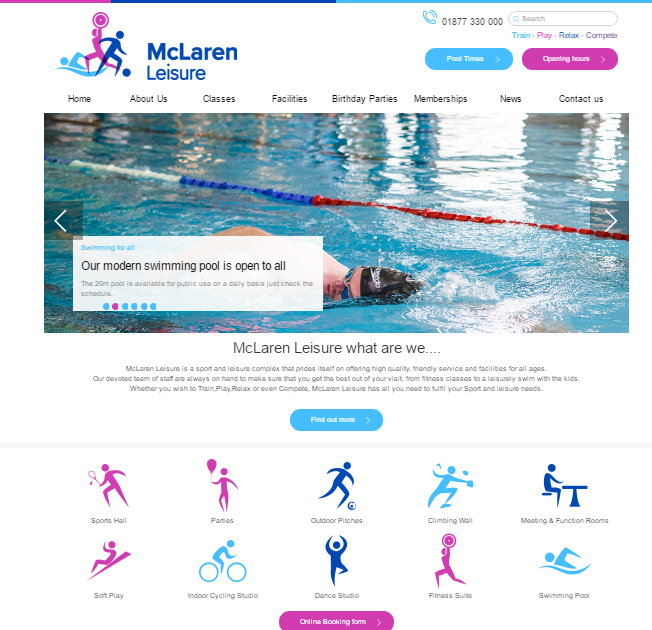 01877 330 000
Search
Train - Play - Relax - Compete
McLaren
Leisure
Pool Times
Opening hours
Home About Us Classes Facilities Birthday Parties Memberships News Contact us
Swimming for all
Our modern swimming pool is open to all
The 20m pool is available for public use on a daily basis just check the
schedule.
McLaren Leisure what are we....
McLaren Leisure is a sport and leisure complex that prides itself on offering high quality, friendly service and facilities for all ages.
Our devoted team of staff are always on hand to make sure that you get the best out of your visit, from fitness classes to a leisurely swim with the kids.
Whether you wish to Train,Play,Relax or even Compete, McLaren Leisure has all you need to fulfil your Sport and leisure needs.
Find out more
Sports Hall Parties Outdoor Pitches Climbing Wall Meeting & Function Rooms
Soft Play Indoor Cycling Studio Dance Studio Fitness Suite Swimming Pool
Online Booking form